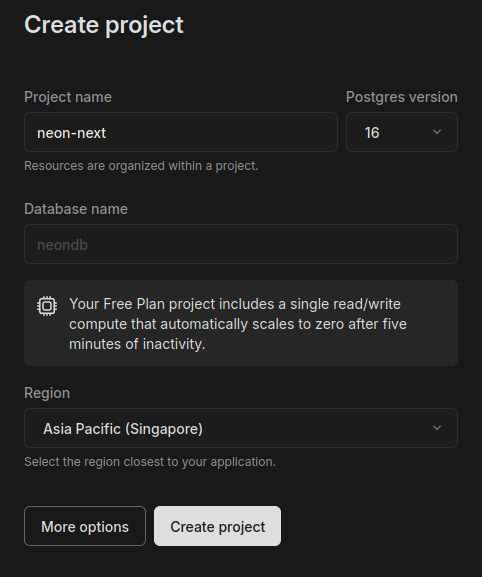 Create project
Project name
Postgres version
neon-next
16
Resources are organized within a project.
Database name
neondb
Your Free Plan project includes a single read/write
compute that automatically scales to zero after five
minutes of inactivity.
Region
Asia Pacific (Singapore)
Select the region closest to your application.
More options
Create project